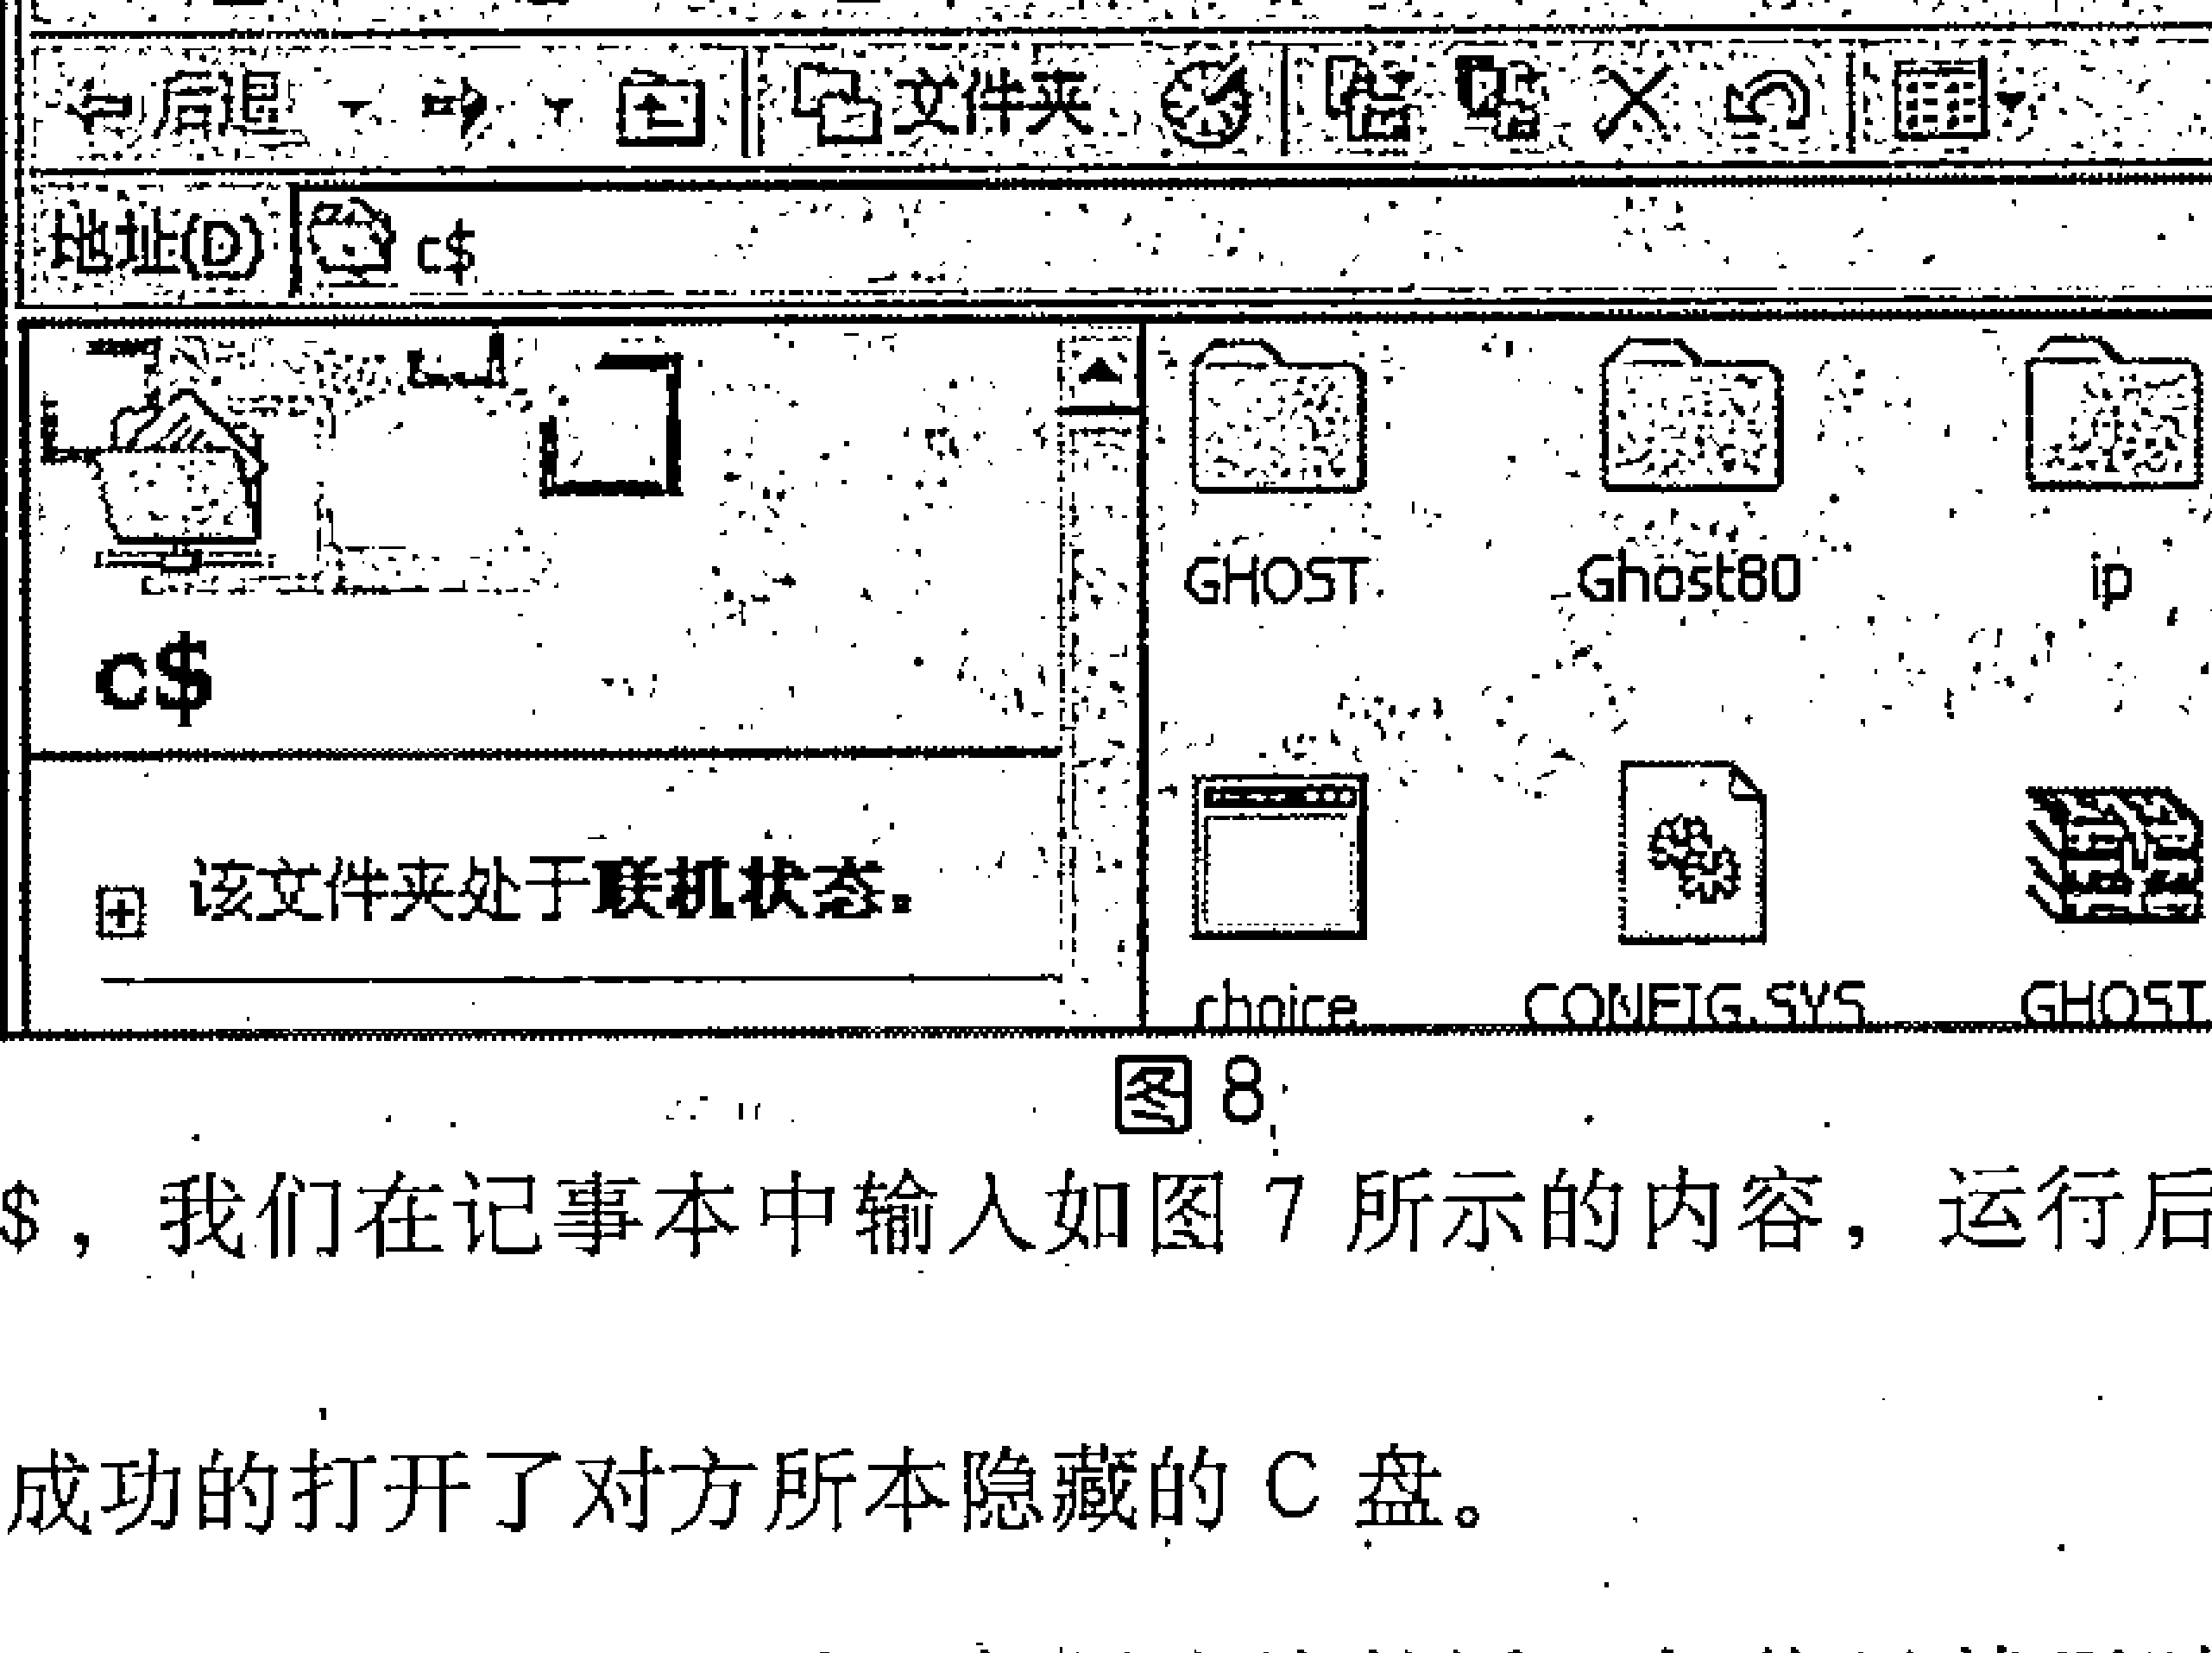 后退 文件夹
地址(D) c$
GHOST Ghost80 ip
c$
该文件夹处于联机状态。
choice CONFIG.SYS GHOST
图 8
$，我们在记事本中输入如图 7 所示的内容，运行后
成功的打开了对方所本隐藏的 C 盘。